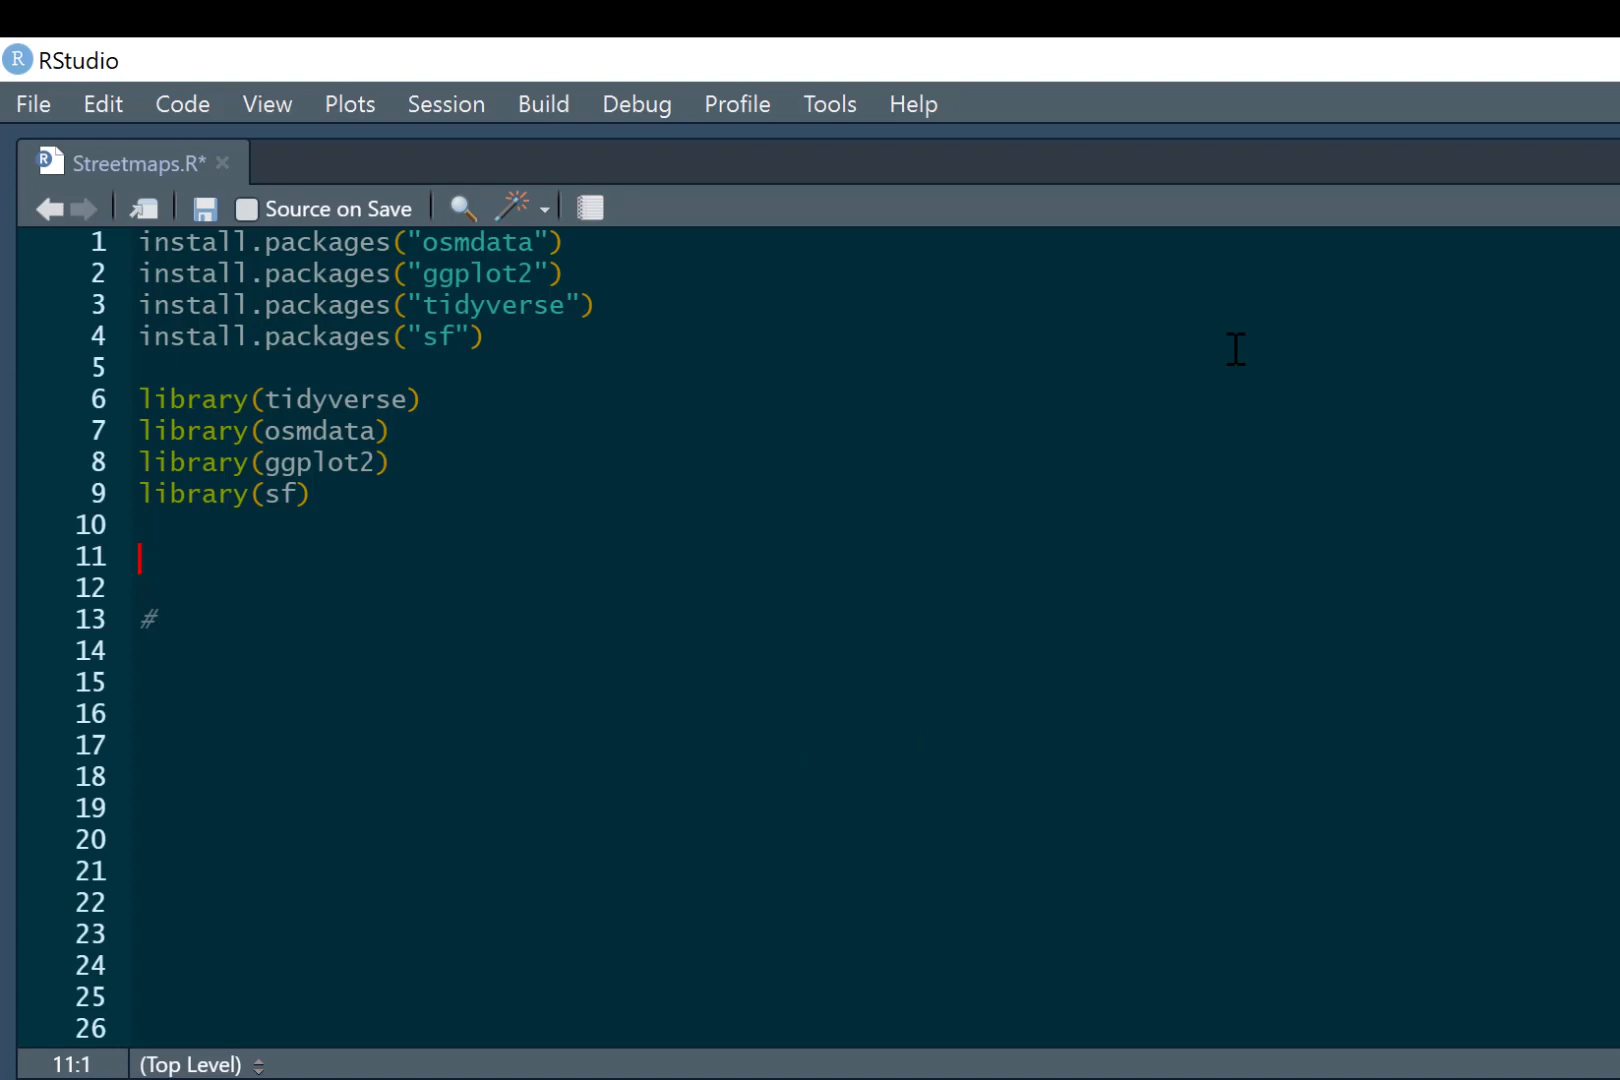 R RStudio
File Edit Code View Plots Session Build Debug Profile Tools Help
R Streetmaps.R* ×
Source on Save
1 install.packages("osmdata")
2 install.packages("ggplot2")
3 install.packages("tidyverse")
4 install.packages("sf")
5
6 library(tidyverse)
7 library(osmdata)
8 library(ggplot2)
9 library(sf)
10
11
12
13 #
14
15
16
17
18
19
20
21
22
23
24
25
26
11:1 (Top Level)